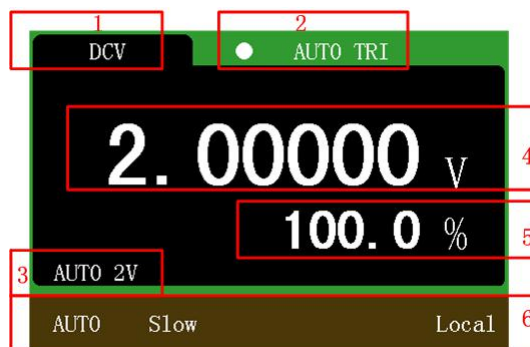 1 2
DCV AUTO TRI
2.00000 V 4
100.0 % 5
3 AUTO 2V
AUTO Slow Local 6